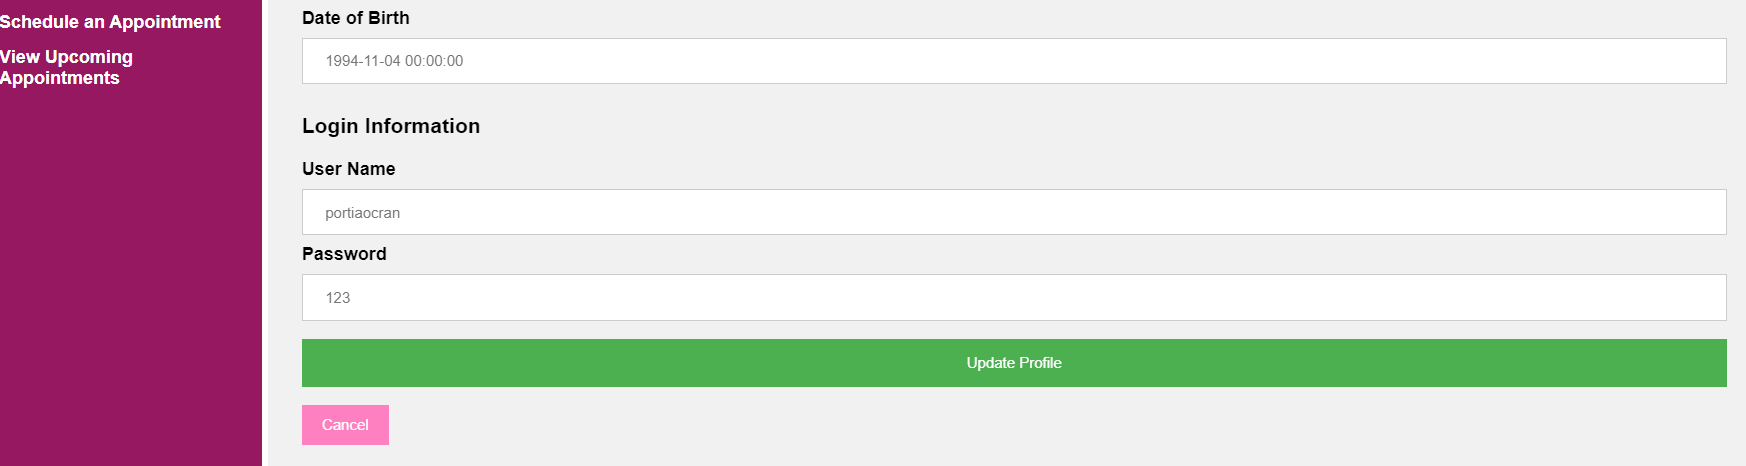 Schedule an Appointment
View Upcoming
Appointments
Date of Birth
1994-11-04 00:00:00
Login Information
User Name
portiaocran
Password
123
Update Profile
Cancel